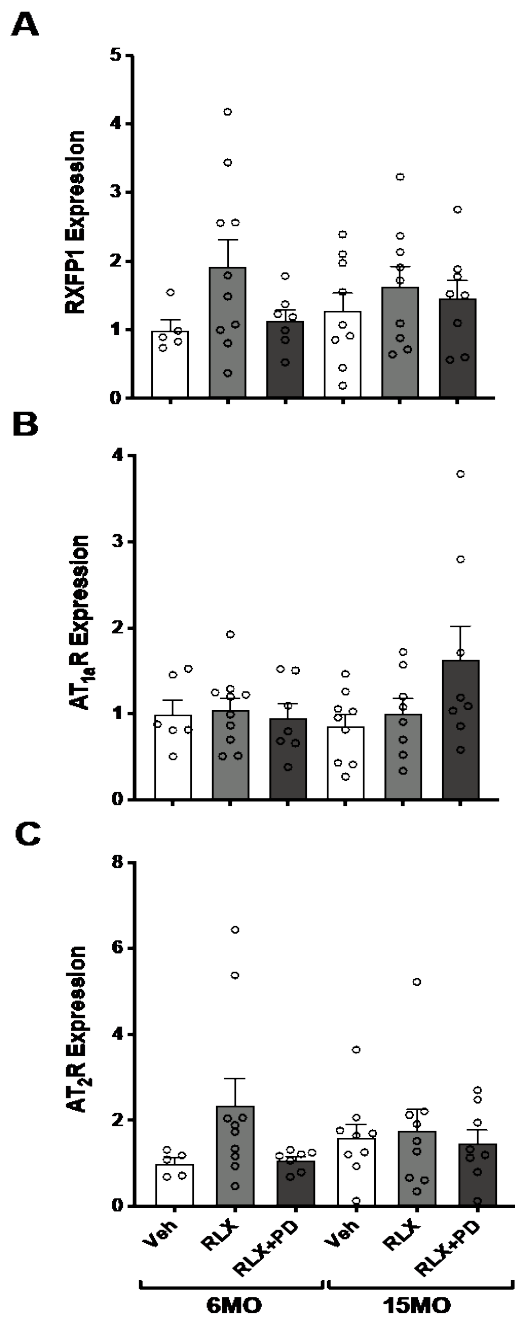 A
RXFP1 Expression
5
4
3
2
1
0
B
AT1aR Expression
4
3
2
1
0
C
AT2R Expression
8
6
4
2
0
Veh RLX RLX+PD Veh RLX RLX+PD
6MO 15MO